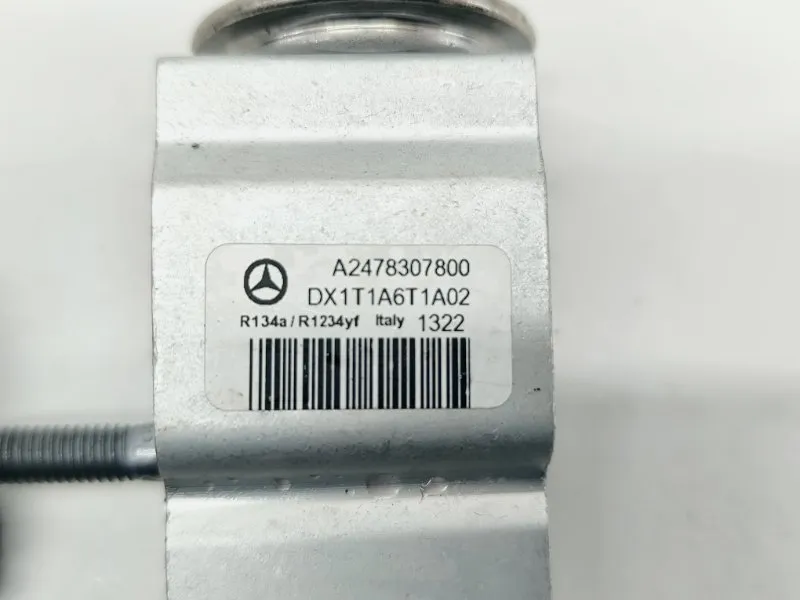 A2478307800
DX1T1A6T1A02
R134a / R1234yf Italy 1322